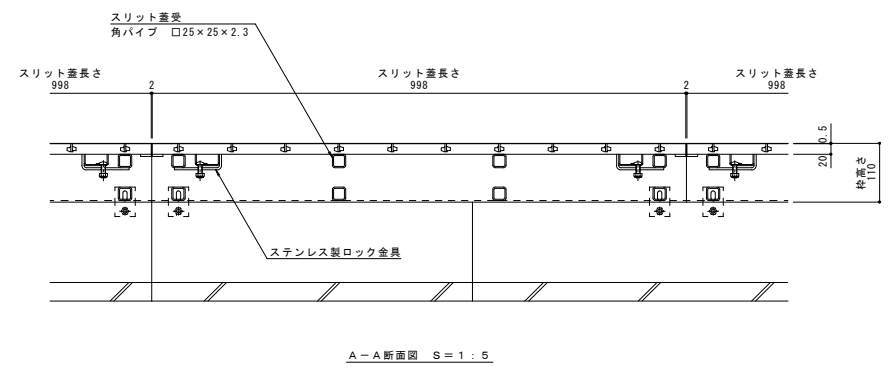 スリット蓋受
角パイプ □25×25×2.3
スリット蓋長さ
998
2
スリット蓋長さ
998
2
スリット蓋長さ
998
0.5
20
枠高さ
110
ステンレス製ロック金具
A-A断面図 S=1:5